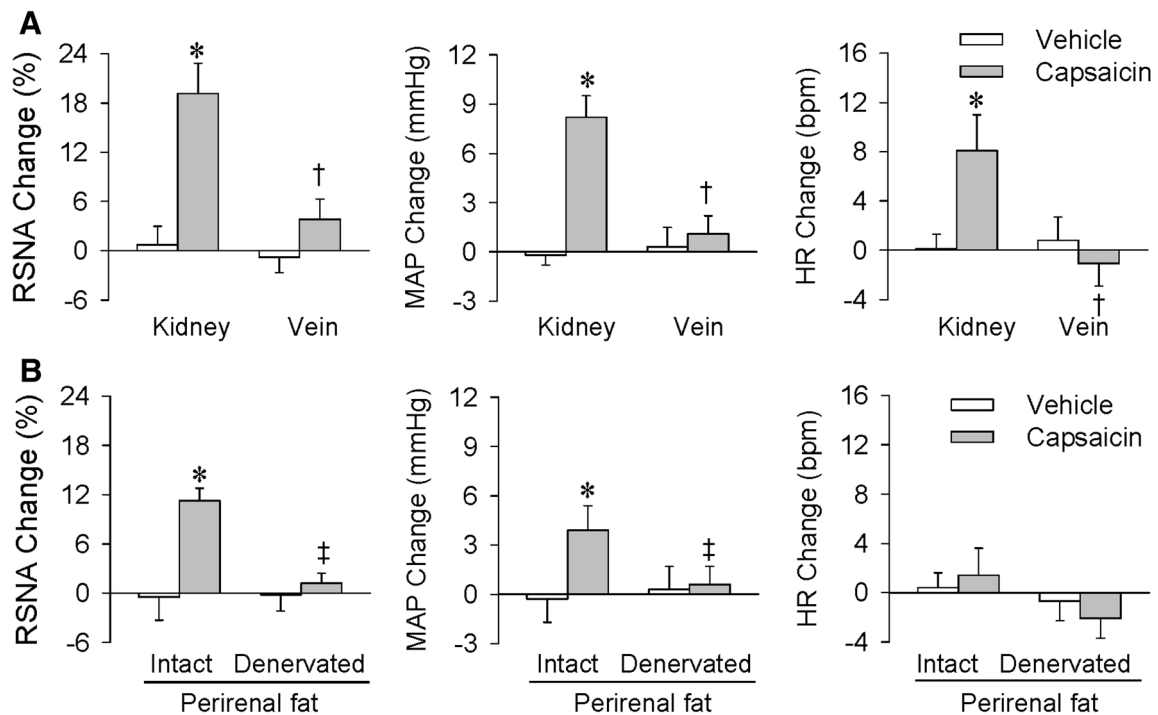 A
RSNA Change (%)
24
18
12
6
0
-6
*
†
Kidney Vein
MAP Change (mmHg)
12
9
6
3
0
-3
*
†
Kidney Vein
HR Change (bpm)
16
12
8
4
0
-4
*
†
Kidney Vein
Vehicle
Capsaicin
B
RSNA Change (%)
24
18
12
6
0
-6
*
‡
Intact Denervated
Perirenal fat
MAP Change (mmHg)
12
9
6
3
0
-3
*
‡
Intact Denervated
Perirenal fat
HR Change (bpm)
16
12
8
4
0
-4
Intact Denervated
Perirenal fat
Vehicle
Capsaicin